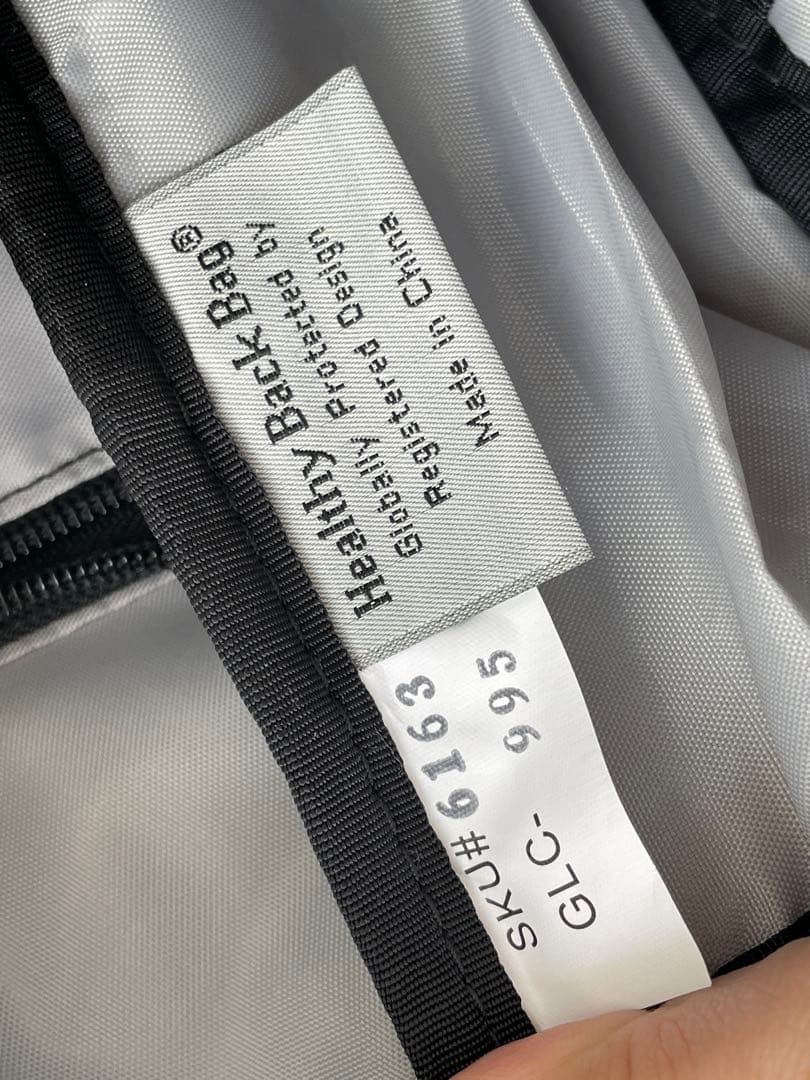 Healthy Back Bag®
Globally Protected by
Registered Design
Made in China
SKU# 6163
GLC- 995